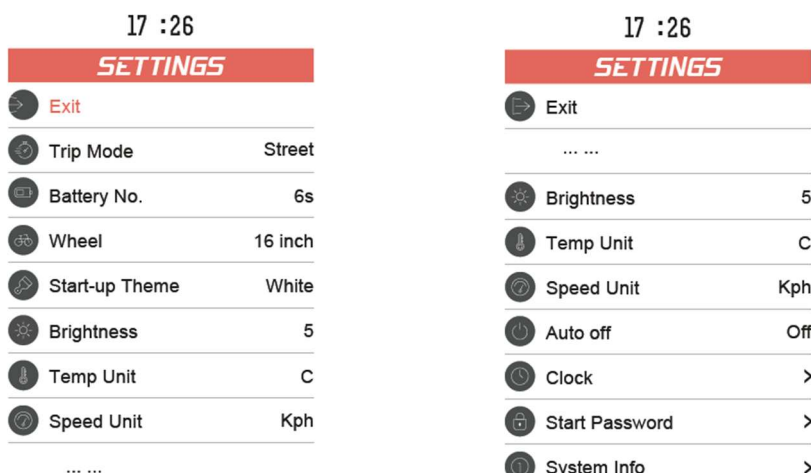 17 :26
SETTINGS
Exit
Trip Mode Street
Battery No. 6s
Wheel 16 inch
Start-up Theme White
Brightness 5
Temp Unit C
Speed Unit Kph
... ...
17 :26
SETTINGS
Exit
... ...
Brightness 5
Temp Unit C
Speed Unit Kph
Auto off Off
Clock >
Start Password >
System Info >